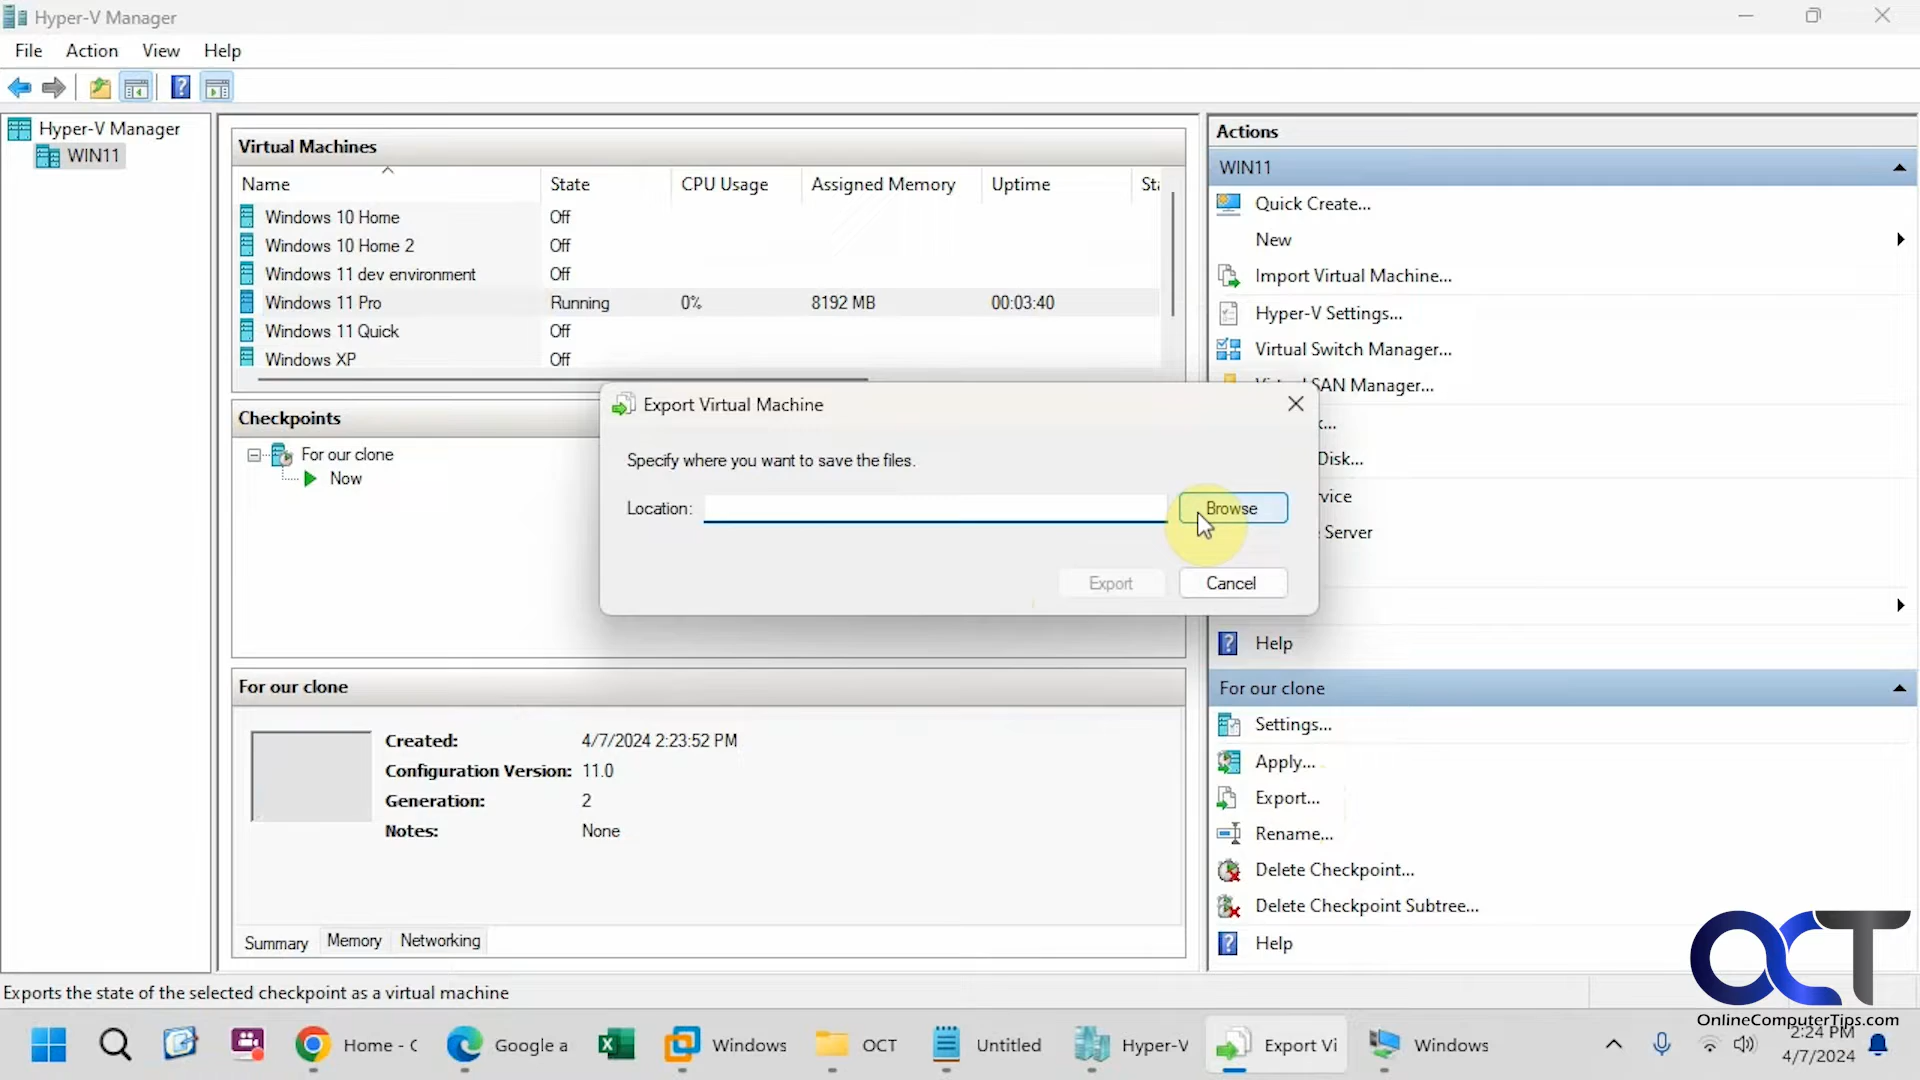 Hyper-V Manager
File Action View Help
Hyper-V Manager
WIN11
Virtual Machines
Name State CPU Usage Assigned Memory Uptime
Windows 10 Home Off
Windows 10 Home 2 Off
Windows 11 dev environment Off
Windows 11 Pro Running 0% 8192 MB 00:03:40
Windows 11 Quick Off
Windows XP Off
Checkpoints
For our clone
Now
Export Virtual Machine
Specify where you want to save the files.
Location: Browse
Export Cancel
For our clone
Created: 4/7/2024 2:23:52 PM
Configuration Version: 11.0
Generation: 2
Notes: None
Summary Memory Networking
Actions
WIN11
Quick Create...
New
Import Virtual Machine...
Hyper-V Settings...
Virtual Switch Manager...
SAN Manager...
Disk...
Server
Help
For our clone
Settings...
Apply...
Export...
Rename...
Delete Checkpoint...
Delete Checkpoint Subtree...
Help
Exports the state of the selected checkpoint as a virtual machine
OCT
OnlineComputerTips.com
Home - C Google a Windows OCT Untitled Hyper-V Export Vi Windows
2:24 PM
4/7/2024